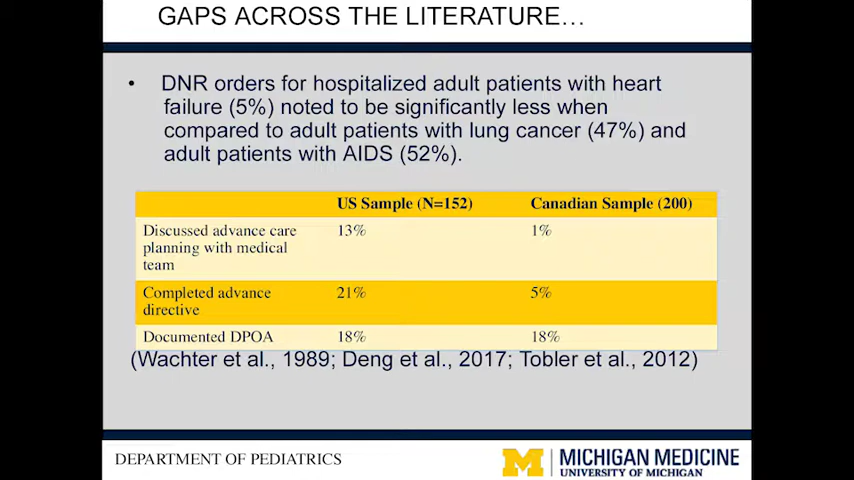 GAPS ACROSS THE LITERATURE…
• DNR orders for hospitalized adult patients with heart
failure (5%) noted to be significantly less when
compared to adult patients with lung cancer (47%) and
adult patients with AIDS (52%).
US Sample (N=152) Canadian Sample (200)
Discussed advance care 13% 1%
planning with medical
team
Completed advance 21% 5%
directive
Documented DPOA 18% 18%
(Wachter et al., 1989; Deng et al., 2017; Tobler et al., 2012)
DEPARTMENT OF PEDIATRICS
M MICHIGAN MEDICINE
UNIVERSITY OF MICHIGAN